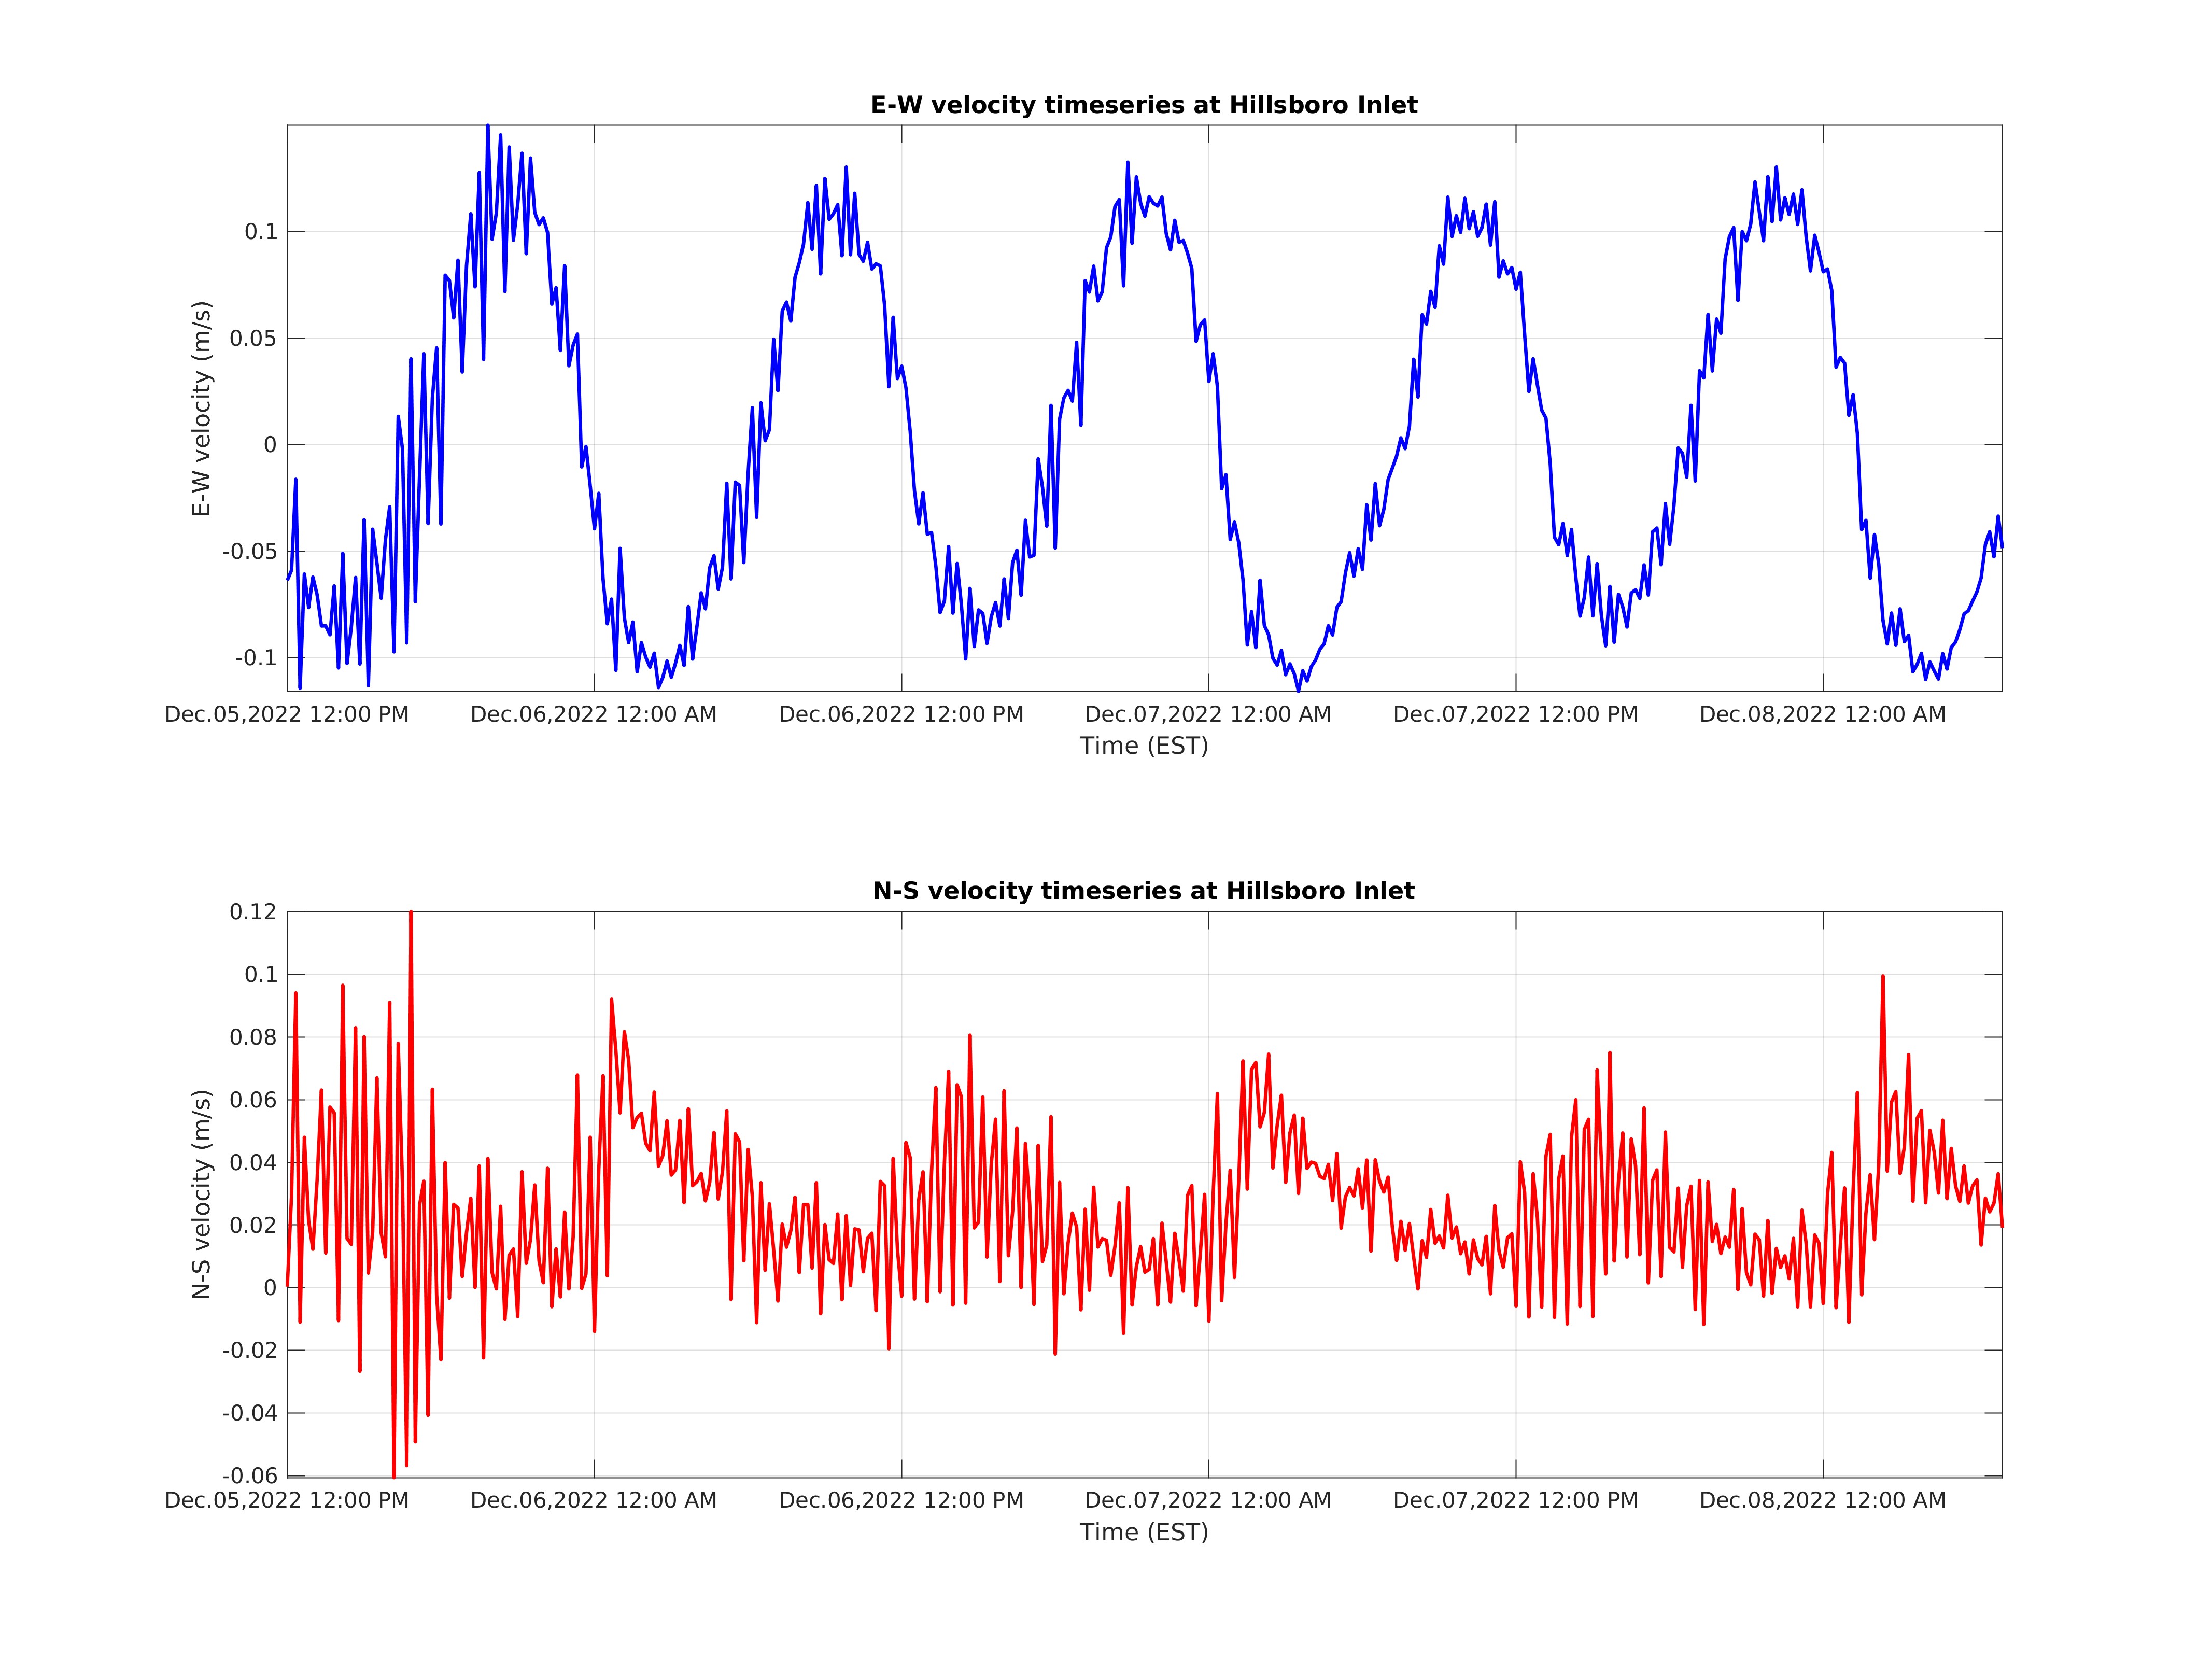 E-W velocity timeseries at Hillsboro Inlet
E-W velocity (m/s)
0.1
0.05
0
-0.05
-0.1
Dec.05,2022 12:00 PM Dec.06,2022 12:00 AM Dec.06,2022 12:00 PM Dec.07,2022 12:00 AM Dec.07,2022 12:00 PM Dec.08,2022 12:00 AM
Time (EST)
N-S velocity timeseries at Hillsboro Inlet
N-S velocity (m/s)
0.12
0.1
0.08
0.06
0.04
0.02
0
-0.02
-0.04
-0.06
Dec.05,2022 12:00 PM Dec.06,2022 12:00 AM Dec.06,2022 12:00 PM Dec.07,2022 12:00 AM Dec.07,2022 12:00 PM Dec.08,2022 12:00 AM
Time (EST)